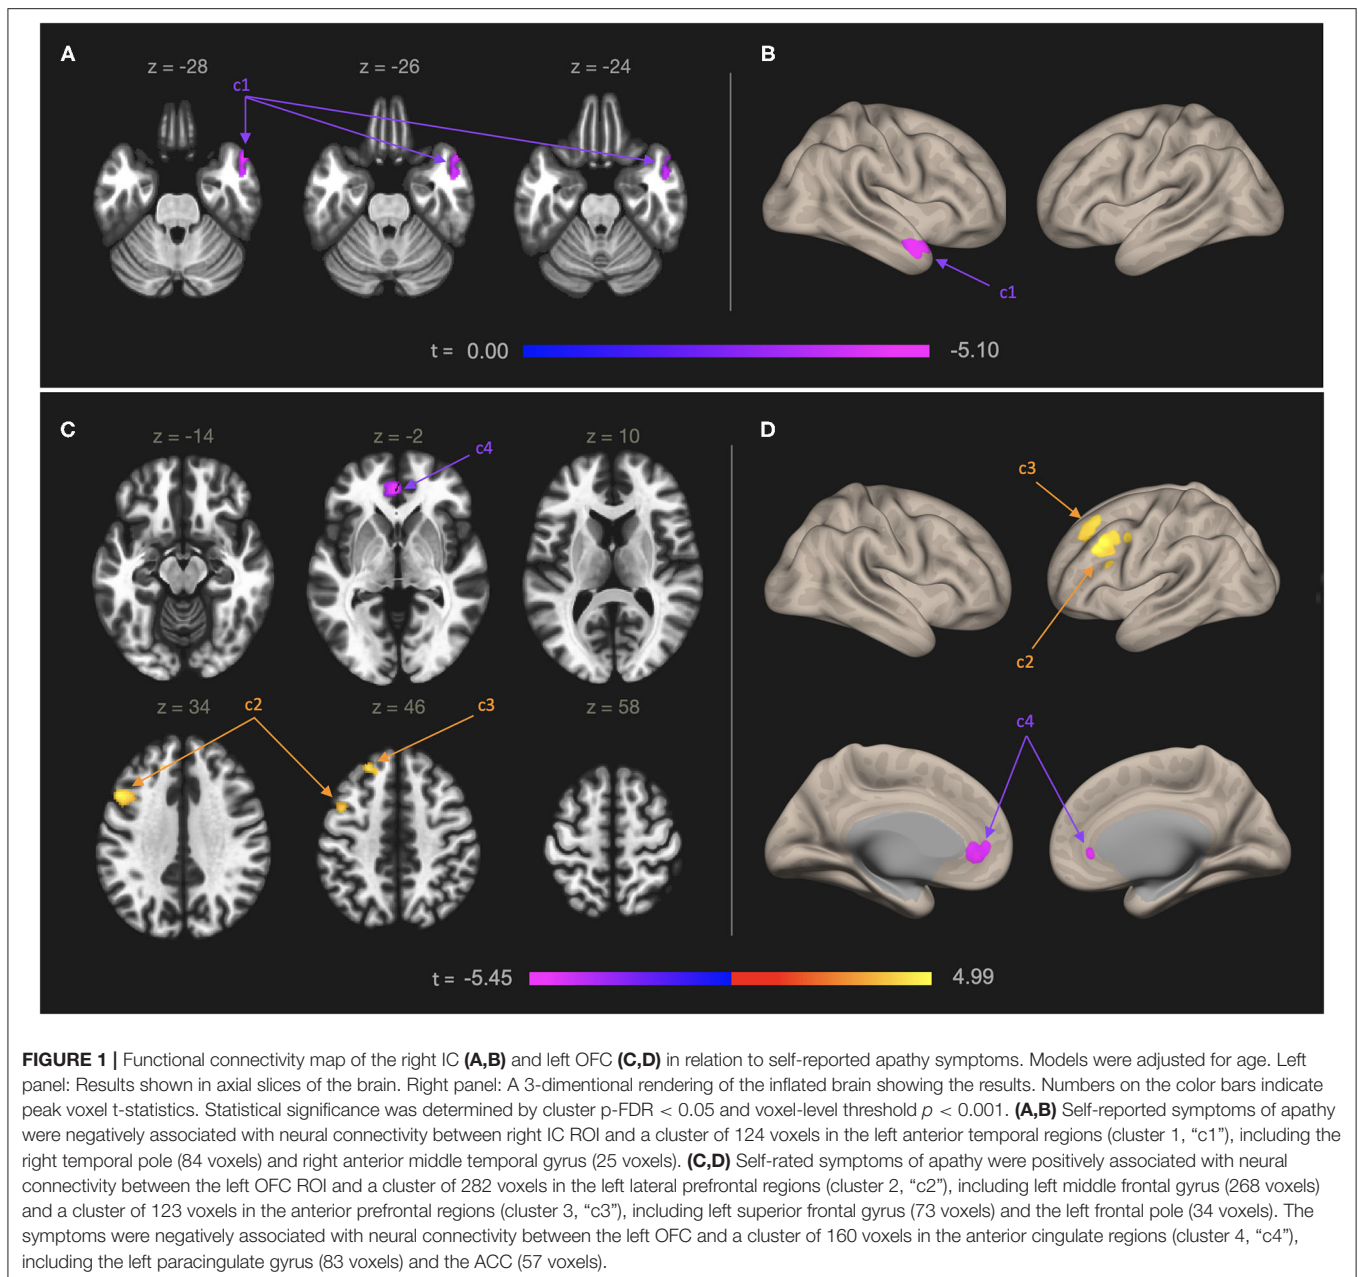 A
B
z = -28
z = -26
z = -24
c1
c1
t = 0.00
-5.10
C
D
z = -14
z = -2
z = 10
c4
c3
c2
z = 34
c2
z = 46
c3
z = 58
c4
t = -5.45
4.99
FIGURE 1 | Functional connectivity map of the right IC (A,B) and left OFC (C,D) in relation to self-reported apathy symptoms. Models were adjusted for age. Left
panel: Results shown in axial slices of the brain. Right panel: A 3-dimentional rendering of the inflated brain showing the results. Numbers on the color bars indicate
peak voxel t-statistics. Statistical significance was determined by cluster p-FDR < 0.05 and voxel-level threshold p < 0.001. (A,B) Self-reported symptoms of apathy
were negatively associated with neural connectivity between right IC ROI and a cluster of 124 voxels in the left anterior temporal regions (cluster 1, “c1”), including the
right temporal pole (84 voxels) and right anterior middle temporal gyrus (25 voxels). (C,D) Self-rated symptoms of apathy were positively associated with neural
connectivity between the left OFC ROI and a cluster of 282 voxels in the left lateral prefrontal regions (cluster 2, “c2”), including left middle frontal gyrus (268 voxels)
and a cluster of 123 voxels in the anterior prefrontal regions (cluster 3, “c3”), including left superior frontal gyrus (73 voxels) and the left frontal pole (34 voxels). The
symptoms were negatively associated with neural connectivity between the left OFC and a cluster of 160 voxels in the anterior cingulate regions (cluster 4, “c4”),
including the left paracingulate gyrus (83 voxels) and the ACC (57 voxels).